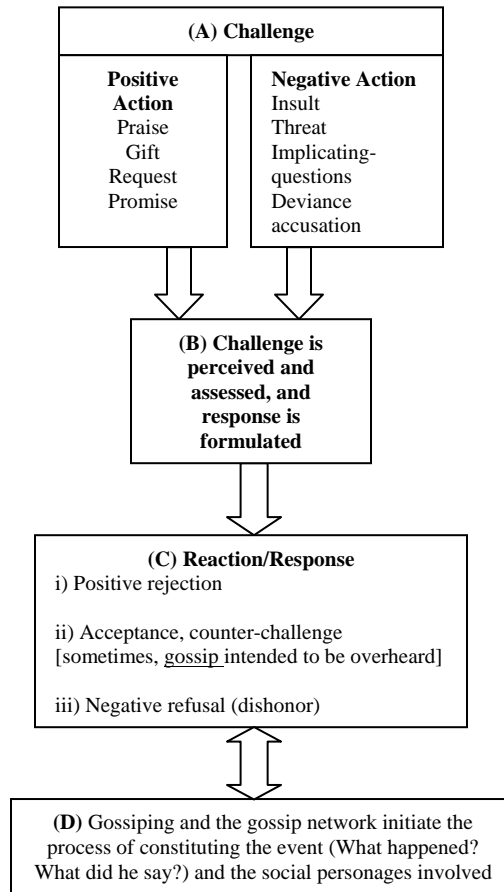 (A) Challenge
Positive
Action
Praise
Gift
Request
Promise
Negative Action
Insult
Threat
Implicating-
questions
Deviance
accusation
(B) Challenge is
perceived and
assessed, and
response is
formulated
(C) Reaction/Response
i) Positive rejection
ii) Acceptance, counter-challenge
[sometimes, gossip intended to be overheard]
iii) Negative refusal (dishonor)
(D) Gossiping and the gossip network initiate the
process of constituting the event (What happened?
What did he say?) and the social personages involved